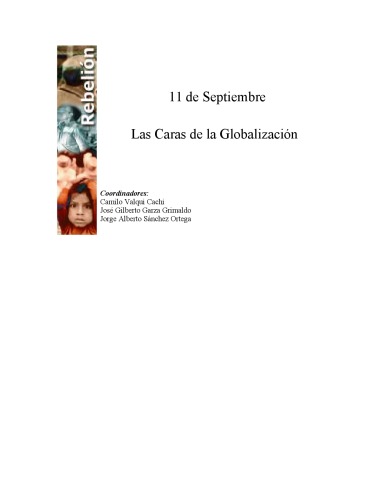 Rebelión
11 de Septiembre
Las Caras de la Globalización
Coordinadores:
Camilo Valqui Cachi
José Gilberto Garza Grimaldo
Jorge Alberto Sánchez Ortega